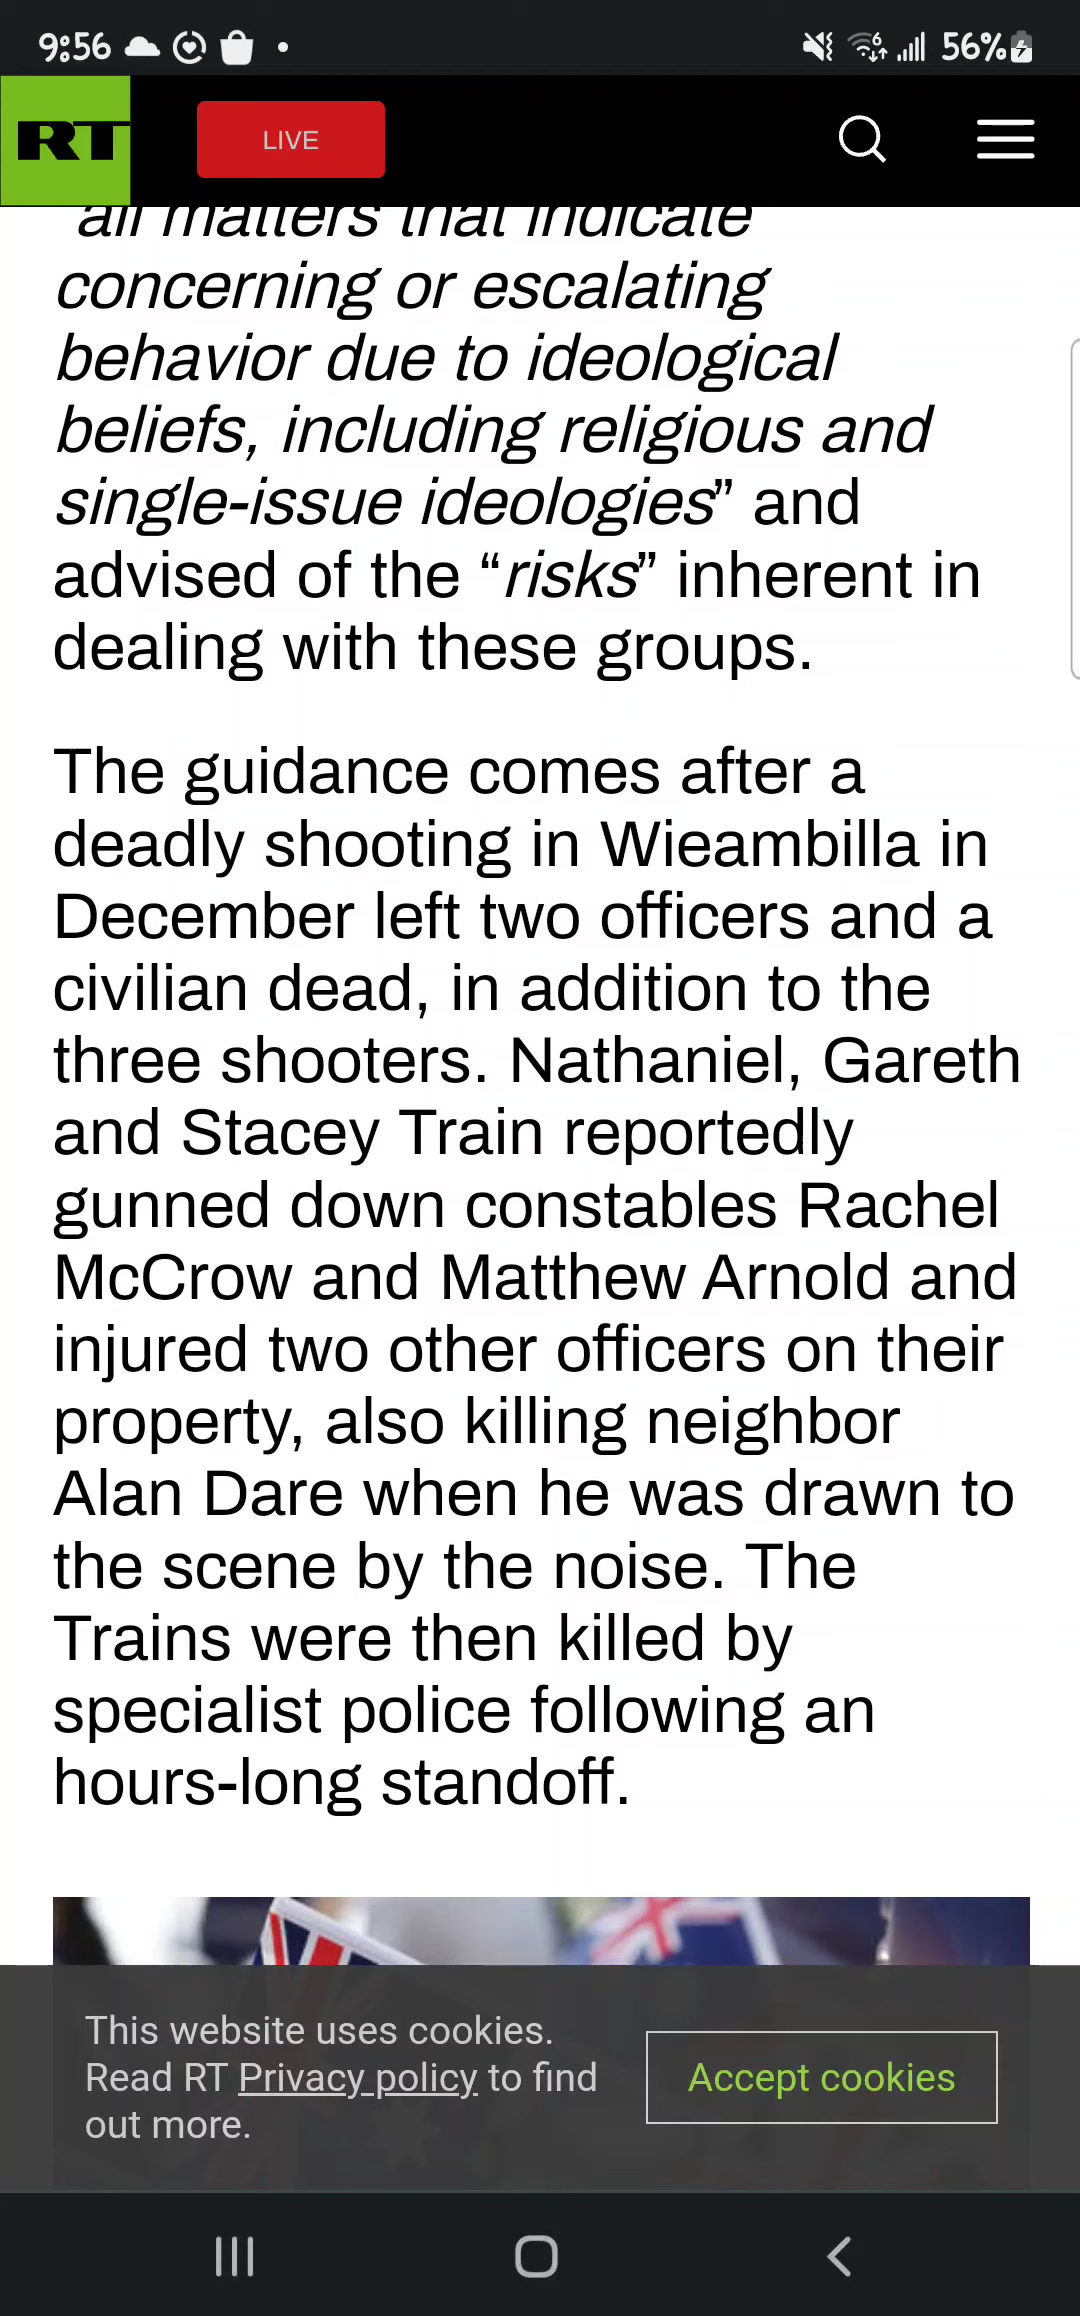 9:56
6
56%
RT
LIVE
all matters that indicate
concerning or escalating
behavior due to ideological
beliefs, including religious and
single-issue ideologies” and
advised of the “risks” inherent in
dealing with these groups.
The guidance comes after a
deadly shooting in Wieambilla in
December left two officers and a
civilian dead, in addition to the
three shooters. Nathaniel, Gareth
and Stacey Train reportedly
gunned down constables Rachel
McCrow and Matthew Arnold and
injured two other officers on their
property, also killing neighbor
Alan Dare when he was drawn to
the scene by the noise. The
Trains were then killed by
specialist police following an
hours-long standoff.
This website uses cookies.
Read RT Privacy policy to find
out more.
Accept cookies